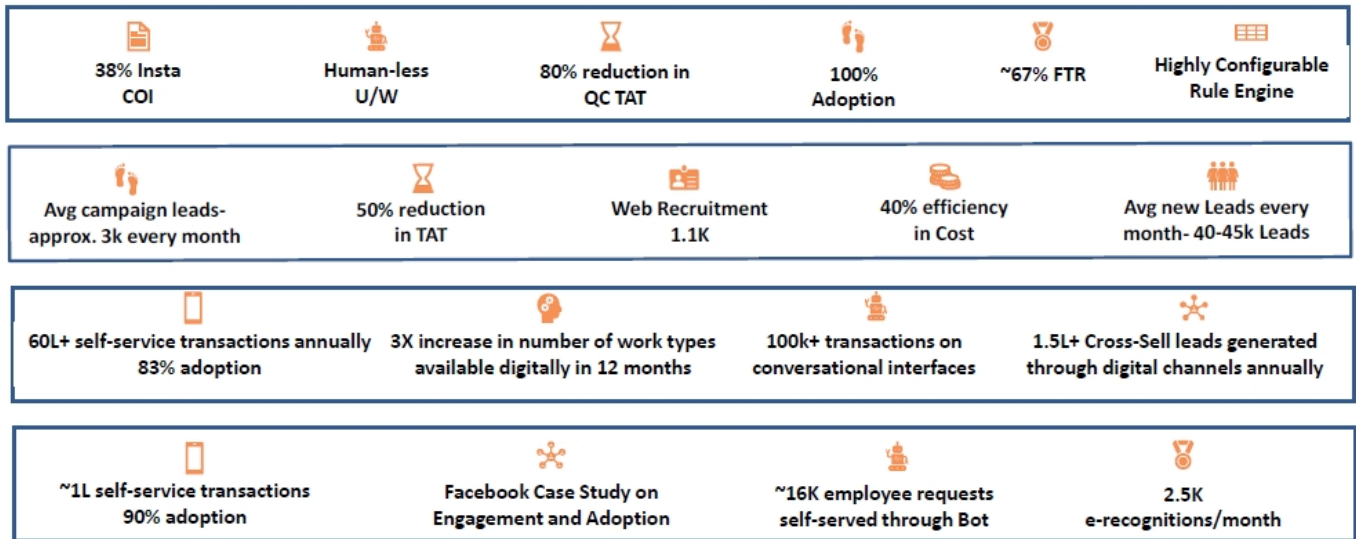 38% Insta
COI
Human-less
U/W
80% reduction in
QC TAT
100%
Adoption
~67% FTR
Highly Configurable
Rule Engine
Avg campaign leads-
approx. 3k every month
50% reduction
in TAT
Web Recruitment
1.1K
40% efficiency
in Cost
Avg new Leads every
month- 40-45k Leads
60L+ self-service transactions annually
83% adoption
3X increase in number of work types
available digitally in 12 months
100k+ transactions on
conversational interfaces
1.5L+ Cross-Sell leads generated
through digital channels annually
~1L self-service transactions
90% adoption
Facebook Case Study on
Engagement and Adoption
~16K employee requests
self-served through Bot
2.5K
e-recognitions/month